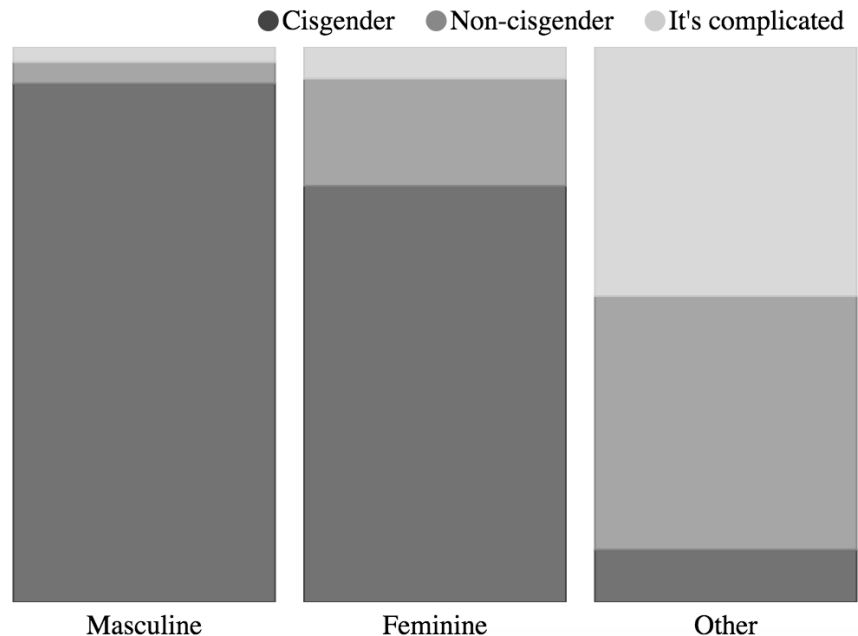 Cisgender Non-cisgender It's complicated
Masculine Feminine Other